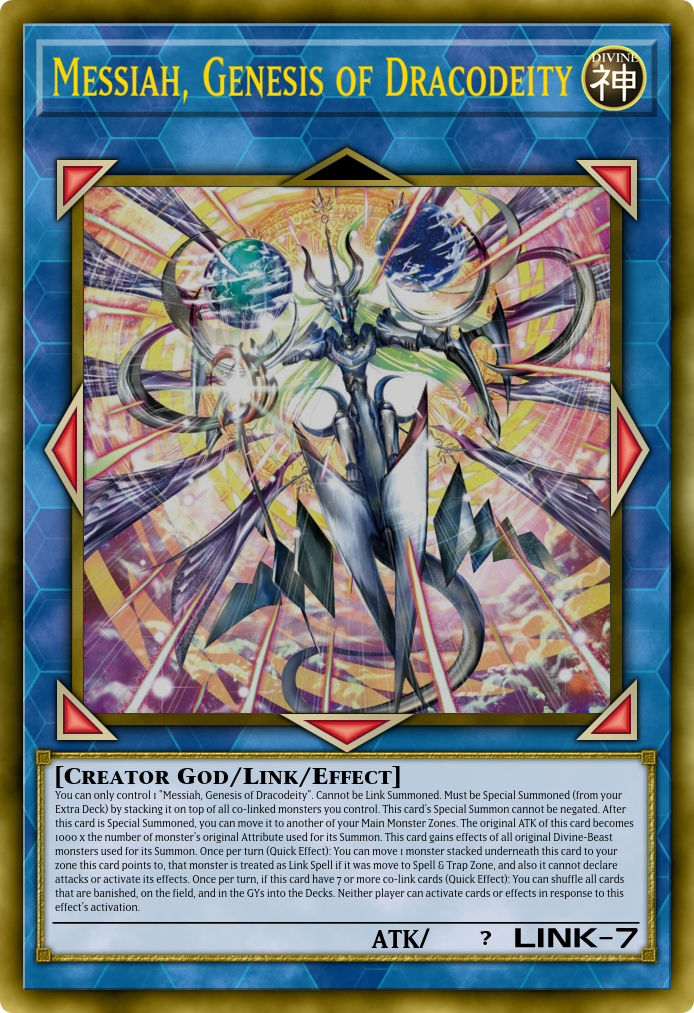 Messiah, Genesis of Dracodeity
DIVINE
神
[Creator God/Link/Effect]
You can only control 1 "Messiah, Genesis of Dracodeity". Cannot be Link Summoned. Must be Special Summoned (from your
Extra Deck) by stacking it on top of all co-linked monsters you control. This card's Special Summon cannot be negated. After
this card is Special Summoned, you can move it to another of your Main Monster Zones. The original ATK of this card becomes
1000 x the number of monster's original Attribute used for its Summon. This card gains effects of all original Divine-Beast
monsters used for its Summon. Once per turn (Quick Effect): You can move 1 monster stacked underneath this card to your
zone this card points to, that monster is treated as Link Spell if it was move to Spell & Trap Zone, and also it cannot declare
attacks or activate its effects. Once per turn, if this card have 7 or more co-link cards (Quick Effect): You can shuffle all cards
that are banished, on the field, and in the GYs into the Decks. Neither player can activate cards or effects in response to this
effect's activation.
ATK/ ? LINK-7